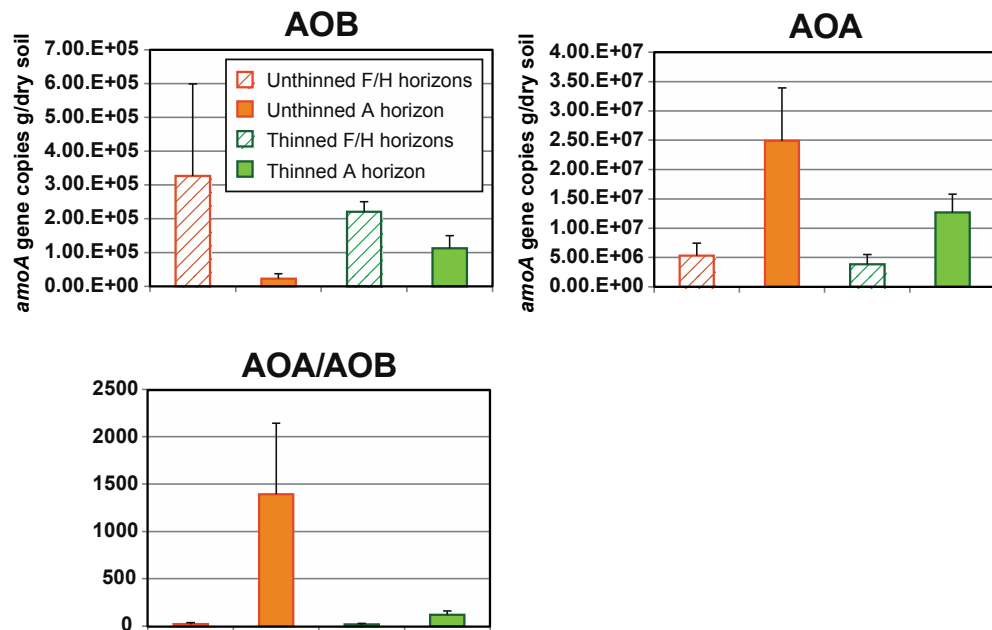 AOB
amoA gene copies g/dry soil
7.00.E+05
6.00.E+05
5.00.E+05
4.00.E+05
3.00.E+05
2.00.E+05
1.00.E+05
0.00.E+00
Unthinned F/H horizons
Unthinned A horizon
Thinned F/H horizons
Thinned A horizon
AOA
amoA gene copies g/dry soil
4.00.E+07
3.50.E+07
3.00.E+07
2.50.E+07
2.00.E+07
1.50.E+07
1.00.E+07
5.00.E+06
0.00.E+00
AOA/AOB
2500
2000
1500
1000
500
0